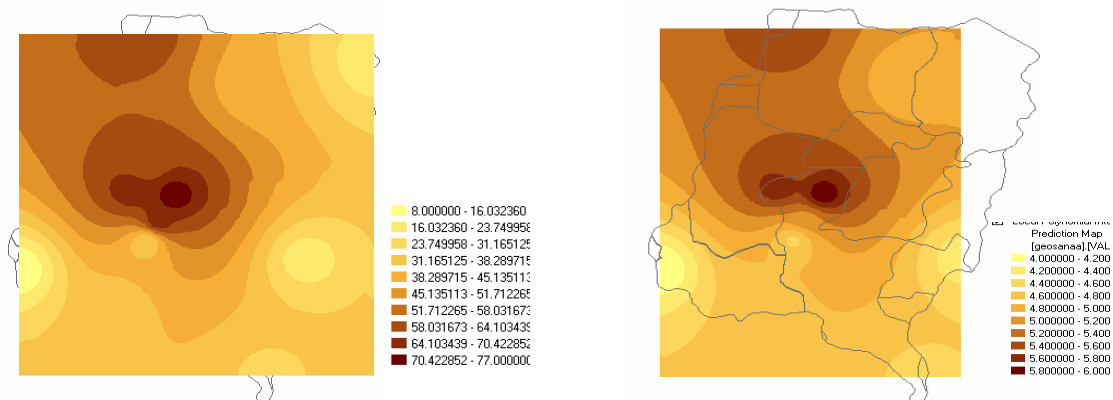 8.000000 - 16.032360
16.032360 - 23.749958
23.749958 - 31.165125
31.165125 - 38.289715
38.289715 - 45.135113
45.135113 - 51.712265
51.712265 - 58.031673
58.031673 - 64.103439
64.103439 - 70.422852
70.422852 - 77.000000
Prediction Map
[geosanaa].[VAL
4.000000 - 4.200
4.200000 - 4.400
4.400000 - 4.600
4.600000 - 4.800
4.800000 - 5.000
5.000000 - 5.200
5.200000 - 5.400
5.400000 - 5.600
5.600000 - 5.800
5.800000 - 6.000